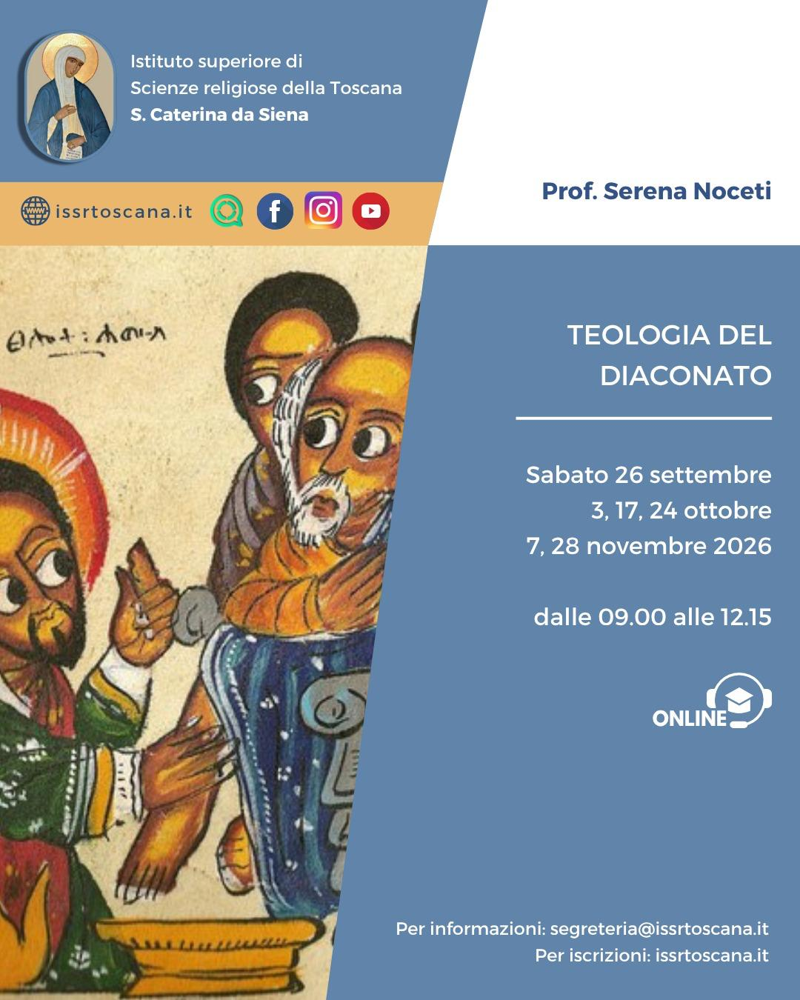 Istituto superiore di
Scienze religiose della Toscana
S. Caterina da Siena
www
issrtoscana.it
Prof. Serena Noceti
TEOLOGIA DEL
DIACONATO
Sabato 26 settembre
3, 17, 24 ottobre
7, 28 novembre 2026
dalle 09.00 alle 12.15
ONLINE
Per informazioni: segreteria@issrtoscana.it
Per iscrizioni: issrtoscana.it